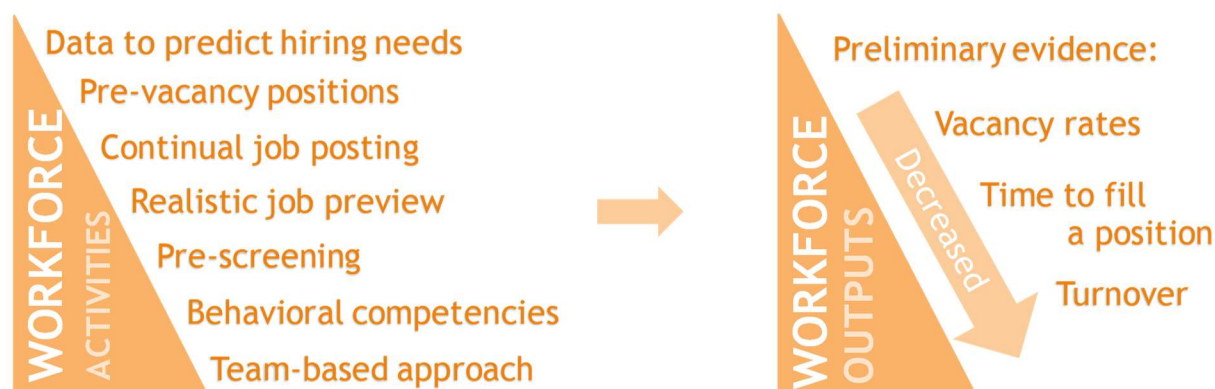 WORKFORCE
ACTIVITIES
Data to predict hiring needs
Pre-vacancy positions
Continual job posting
Realistic job preview
Pre-screening
Behavioral competencies
Team-based approach
WORKFORCE
OUTPUTS
Preliminary evidence:
Decreased
Vacancy rates
Time to fill
a position
Turnover